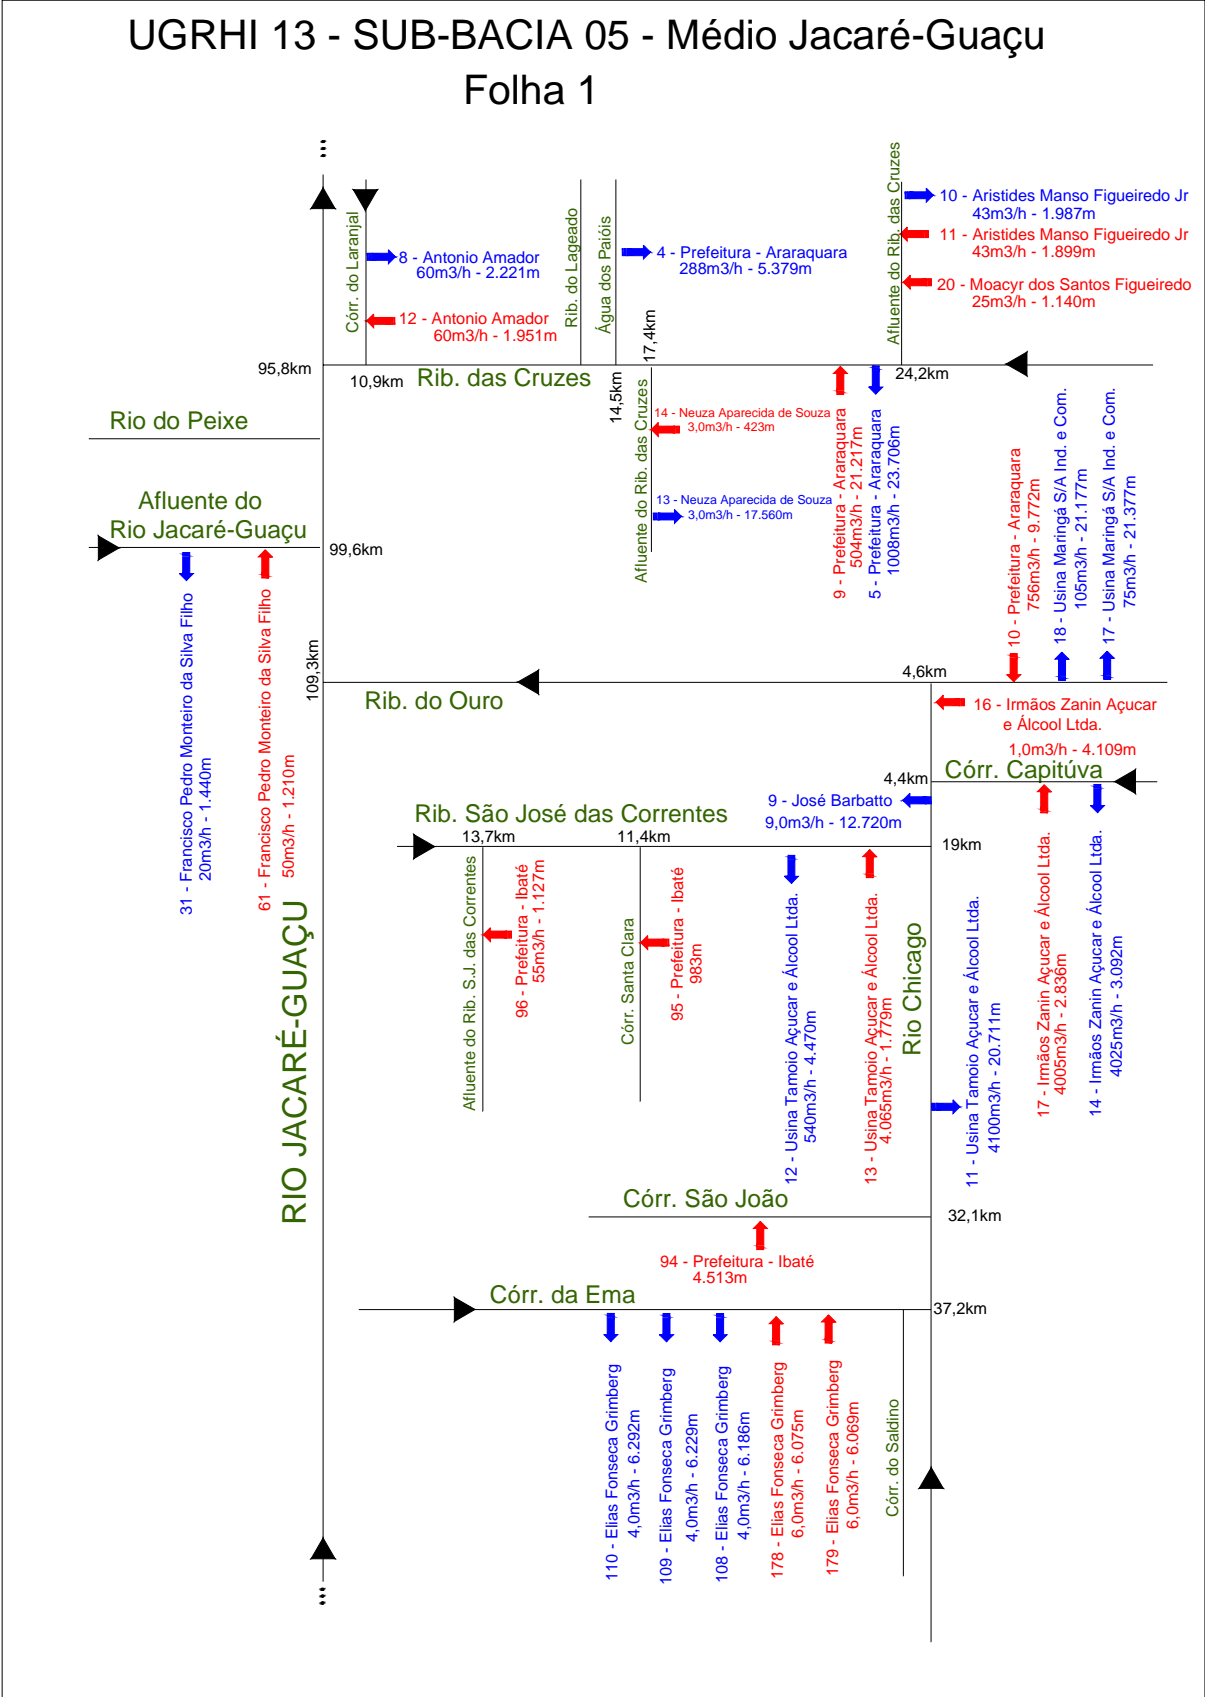 UGRHI 13 - SUB-BACIA 05 - Médio Jacaré-Guaçu
Folha 1
Córr. do Laranjal
8 - Antonio Amador
60m3/h - 2.221m
12 - Antonio Amador
60m3/h - 1.951m
Rib. do Lageado
Água dos Paióis
4 - Prefeitura - Araraquara
288m3/h - 5.379m
Afluente do Rib. das Cruzes
10 - Aristides Manso Figueiredo Jr
43m3/h - 1.987m
11 - Aristides Manso Figueiredo Jr
43m3/h - 1.899m
20 - Moacyr dos Santos Figueiredo
25m3/h - 1.140m
95,8km
10,9km
Rib. das Cruzes
14,5km
17,4km
24,2km
Afluente do Rib. das Cruzes
14 - Neuza Aparecida de Souza
3,0m3/h - 423m
13 - Neuza Aparecida de Souza
3,0m3/h - 17.560m
9 - Prefeitura - Araraquara
504m3/h - 21.217m
5 - Prefeitura - Araraquara
1008m3/h - 23.706m
Rio do Peixe
Afluente do
Rio Jacaré-Guaçu
99,6km
31 - Francisco Pedro Monteiro da Silva Filho
20m3/h - 1.440m
61 - Francisco Pedro Monteiro da Silva Filho
50m3/h - 1.210m
10 - Prefeitura - Araraquara
756m3/h - 9.772m
18 - Usina Maringá S/A Ind. e Com.
105m3/h - 21.177m
17 - Usina Maringá S/A Ind. e Com.
75m3/h - 21.377m
109,3km
Rib. do Ouro
4,6km
16 - Irmãos Zanin Açucar
e Álcool Ltda.
1,0m3/h - 4.109m
4,4km
Córr. Capitúva
9 - José Barbatto
9,0m3/h - 12.720m
17 - Irmãos Zanin Açucar e Álcool Ltda.
4005m3/h - 2.836m
14 - Irmãos Zanin Açucar e Álcool Ltda.
4025m3/h - 3.092m
Rib. São José das Correntes
13,7km
11,4km
19km
Afluente do Rib. S.J. das Correntes
96 - Prefeitura - Ibaté
55m3/h - 1.127m
Córr. Santa Clara
95 - Prefeitura - Ibaté
983m
12 - Usina Tamoio Açucar e Álcool Ltda.
540m3/h - 4.470m
13 - Usina Tamoio Açucar e Álcool Ltda.
4.065m3/h - 1.779m
Rio Chicago
11 - Usina Tamoio Açucar e Álcool Ltda.
4100m3/h - 20.711m
RIO JACARÉ-GUAÇU
Córr. São João
32,1km
94 - Prefeitura - Ibaté
4.513m
Córr. da Ema
37,2km
110 - Elias Fonseca Grimberg
4,0m3/h - 6.292m
109 - Elias Fonseca Grimberg
4,0m3/h - 6.229m
108 - Elias Fonseca Grimberg
4,0m3/h - 6.186m
178 - Elias Fonseca Grimberg
6,0m3/h - 6.075m
179 - Elias Fonseca Grimberg
6,0m3/h - 6.069m
Córr. do Saldino